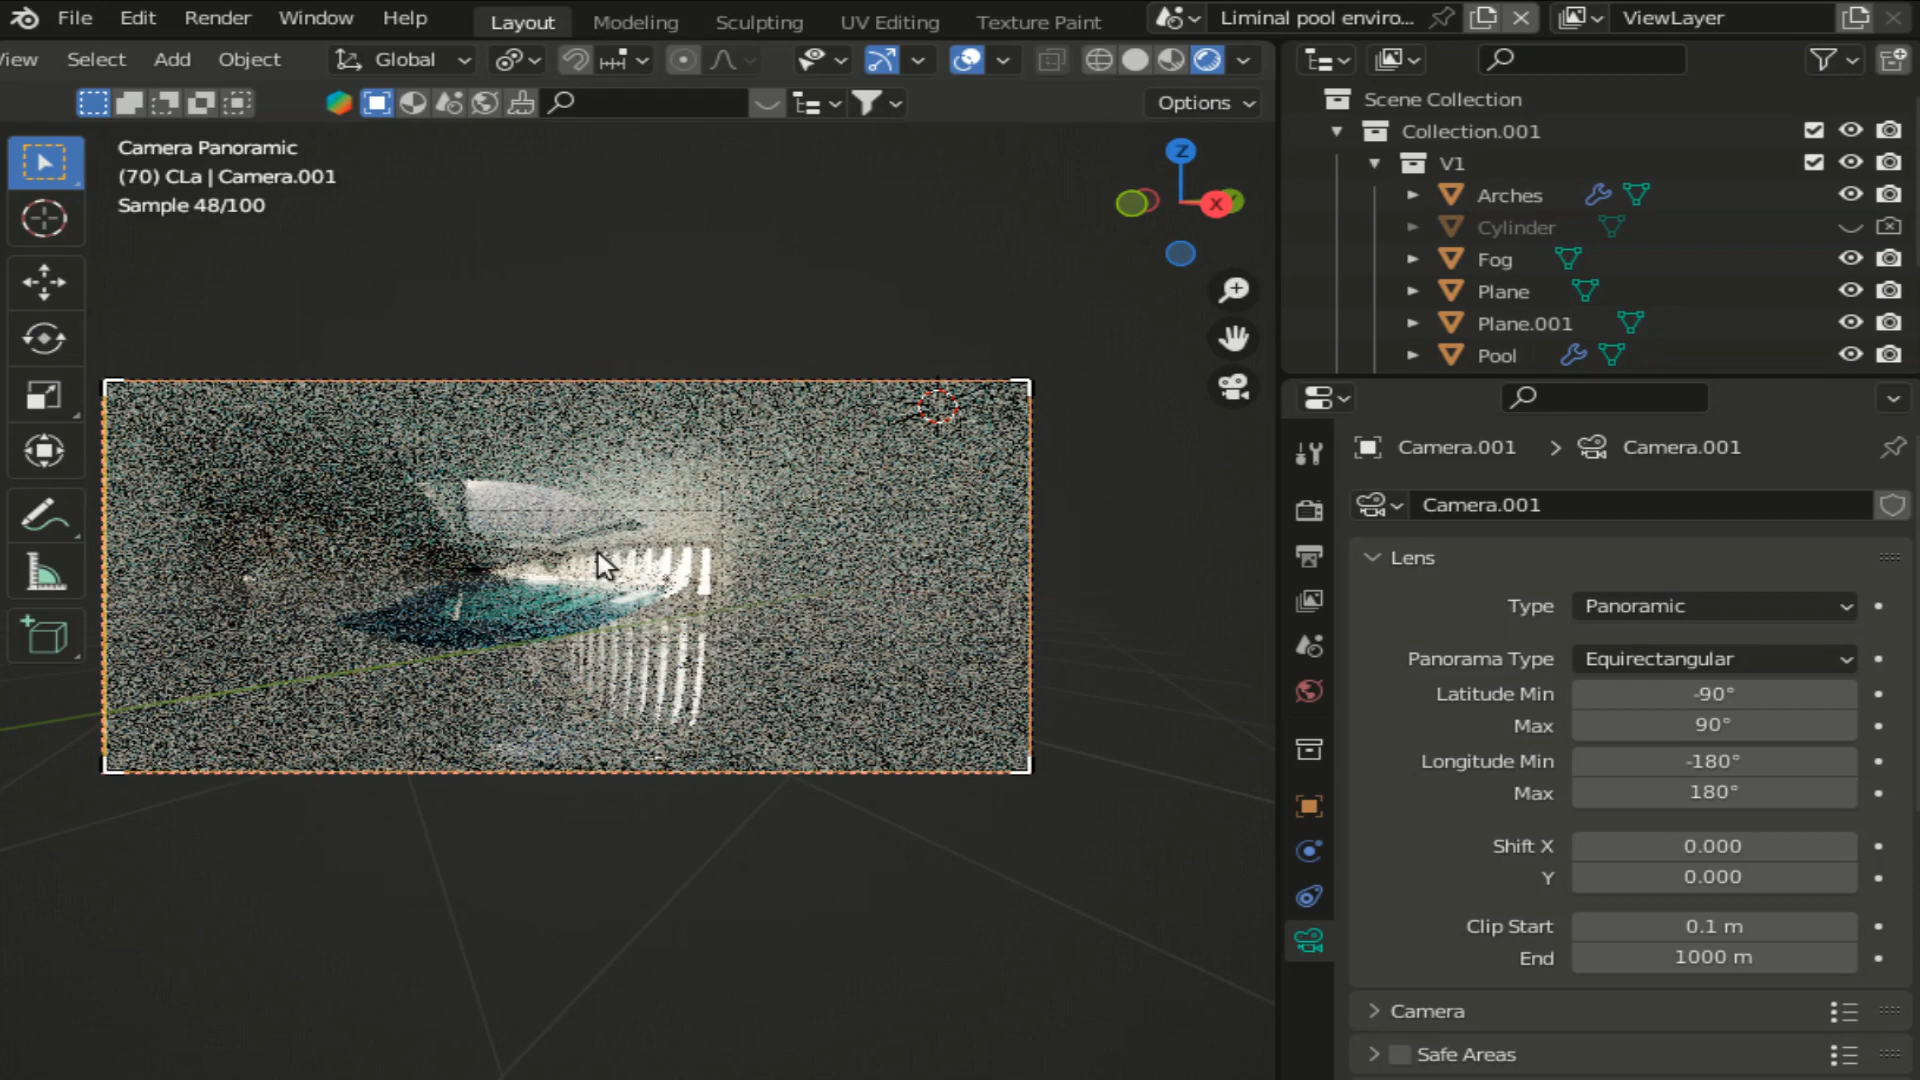 File Edit Render Window Help Layout Modeling Sculpting UV Editing Texture Paint Liminal pool enviro... ViewLayer
Select Add Object Global
Options
Camera Panoramic
(70) CLa | Camera.001
Sample 48/100
Z
X
Scene Collection
Collection.001
V1
Arches
Cylinder
Fog
Plane
Plane.001
Pool
Camera.001 > Camera.001
Camera.001
Lens
Type Panoramic
Panorama Type Equirectangular
Latitude Min -90°
Max 90°
Longitude Min -180°
Max 180°
Shift X 0.000
Y 0.000
Clip Start 0.1 m
End 1000 m
Camera
Safe Areas